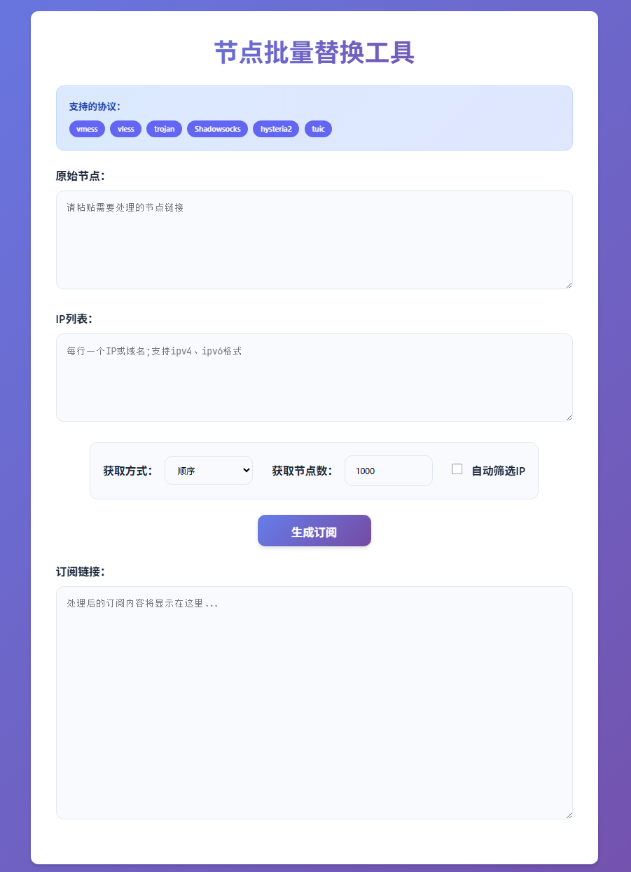 节点批量替换工具
支持的协议：
vmess vless trojan Shadowsocks hysteria2 tuic
原始节点：
请粘贴需要处理的节点链接
IP列表：
每行一个IP或域名;支持ipv4、ipv6格式
获取方式： 顺序 获取节点数： 1000 自动筛选IP
生成订阅
订阅链接：
处理后的订阅内容将显示在这里...